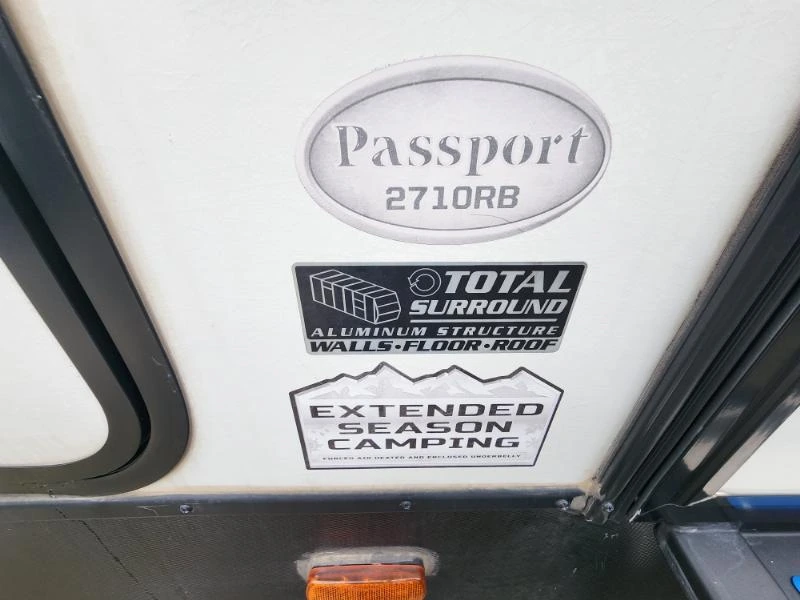 Passport
2710RB
TOTAL
SURROUND
ALUMINUM STRUCTURE
WALLS•FLOOR•ROOF
EXTENDED
SEASON
CAMPING
FORCED AIR HEATED AND ENCLOSED UNDERBELLY